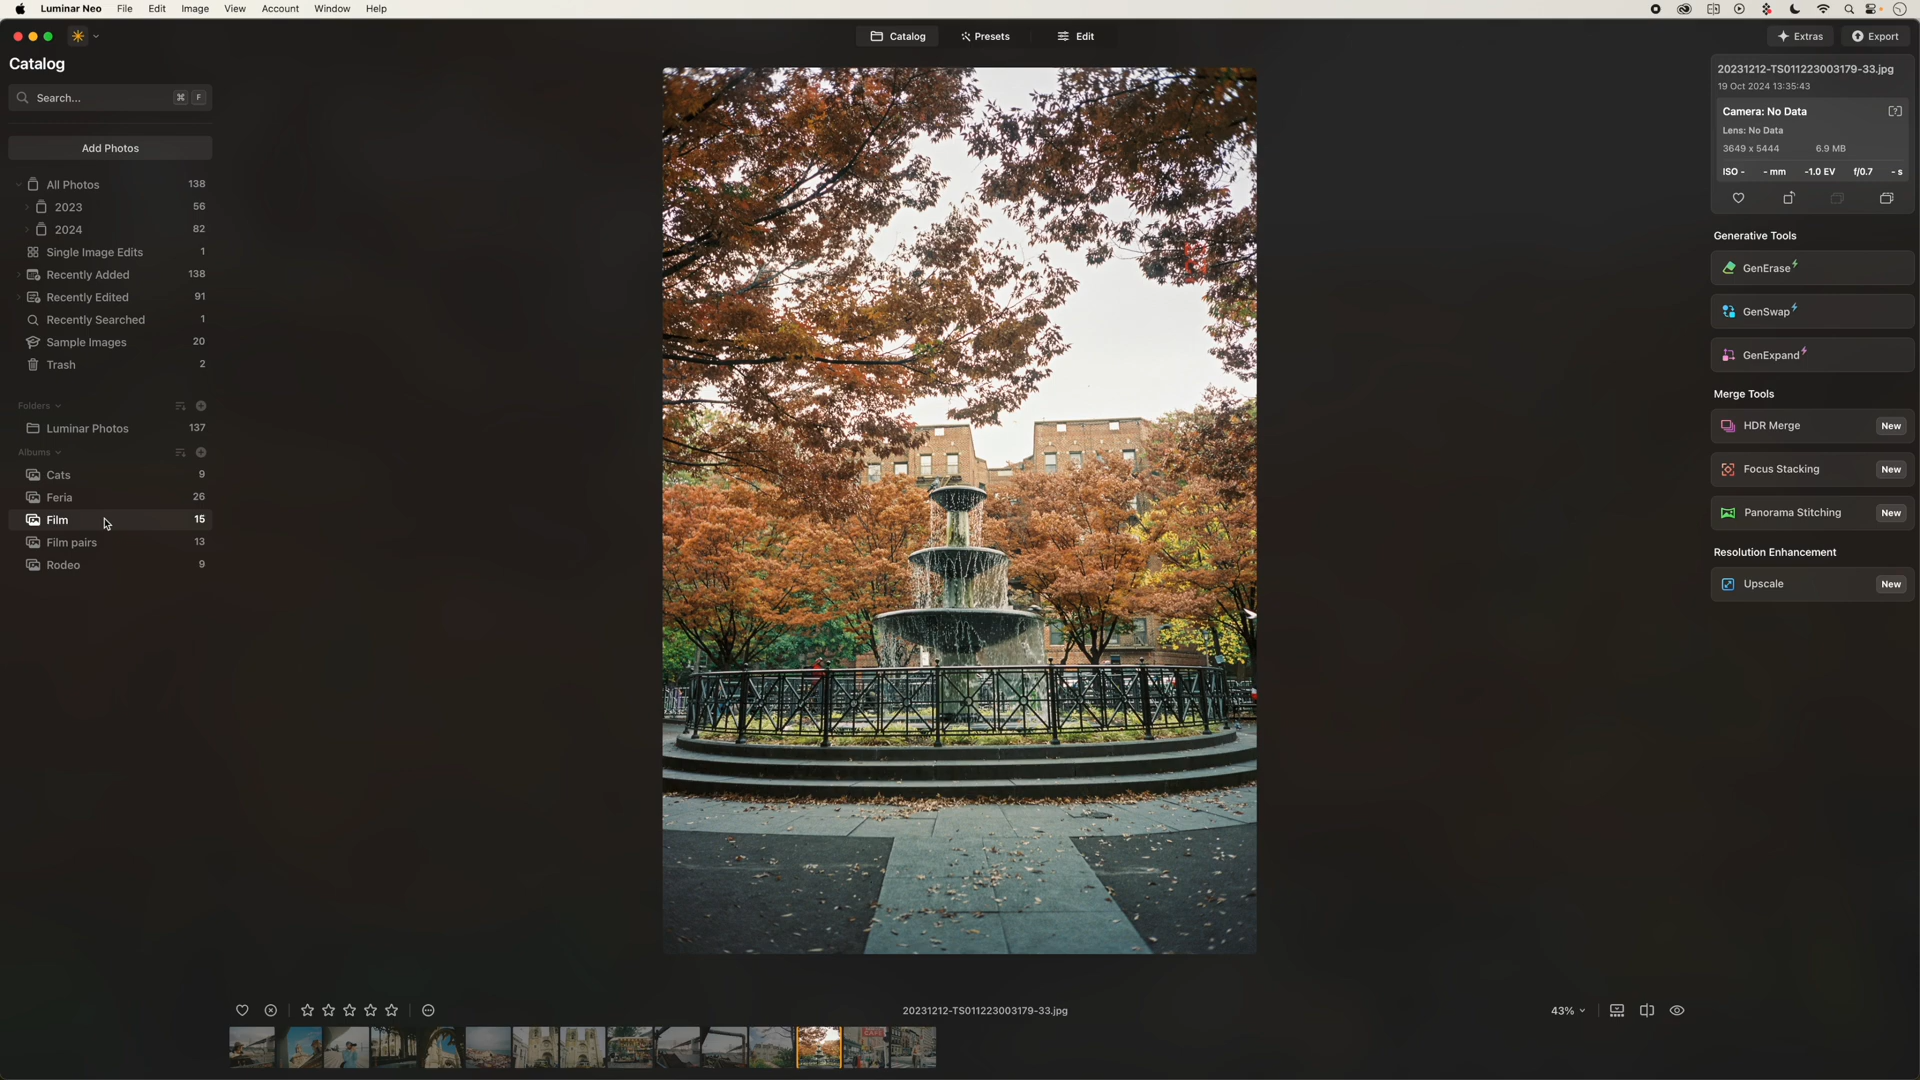 Luminar Neo File Edit Image View Account Window Help
Catalog Presets Edit Extras Export
Catalog
Search... ⌘ F
Add Photos
All Photos 138
2023 56
2024 82
Single Image Edits 1
Recently Added 138
Recently Edited 91
Recently Searched 1
Sample Images 20
Trash 2
Folders
Luminar Photos 137
Albums
Cats 9
Feria 26
Film 15
Film pairs 13
Rodeo 9
20231212-TS011223003179-33.jpg
19 Oct 2024 13:35:43
Camera: No Data
Lens: No Data
3649 x 5444 6.9 MB
ISO - - mm -1.0 EV f/0.7 - s
Generative Tools
GenErase
GenSwap
GenExpand
Merge Tools
HDR Merge New
Focus Stacking New
Panorama Stitching New
Resolution Enhancement
Upscale New
20231212-TS011223003179-33.jpg
43%
CAFE